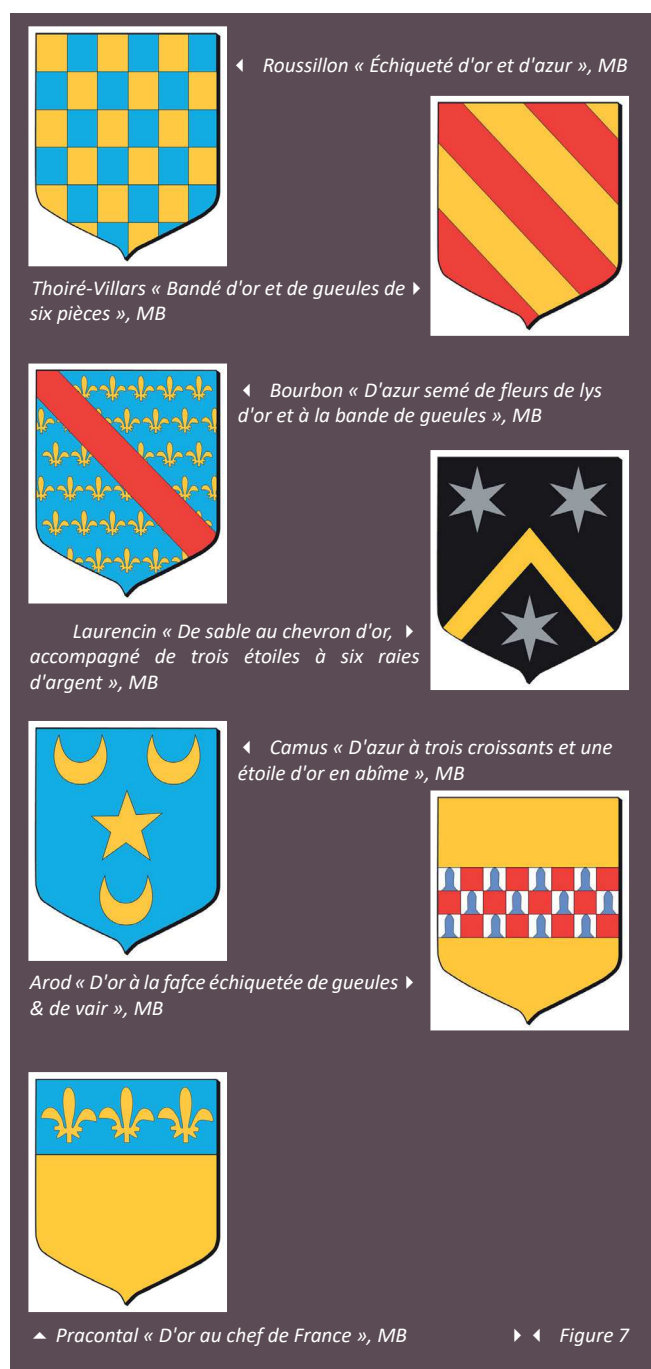 Roussillon « Échiqueté d'or et d'azur », MB
Thoiré-Villars « Bandé d'or et de gueules de
six pièces », MB
Bourbon « D'azur semé de fleurs de lys
d'or et à la bande de gueules », MB
Laurencin « De sable au chevron d'or,
accompagné de trois étoiles à six raies
d'argent », MB
Camus « D'azur à trois croissants et une
étoile d'or en abîme », MB
Arod « D'or à la fafce échiquetée de gueules
& de vair », MB
Pracontal « D'or au chef de France », MB
Figure 7